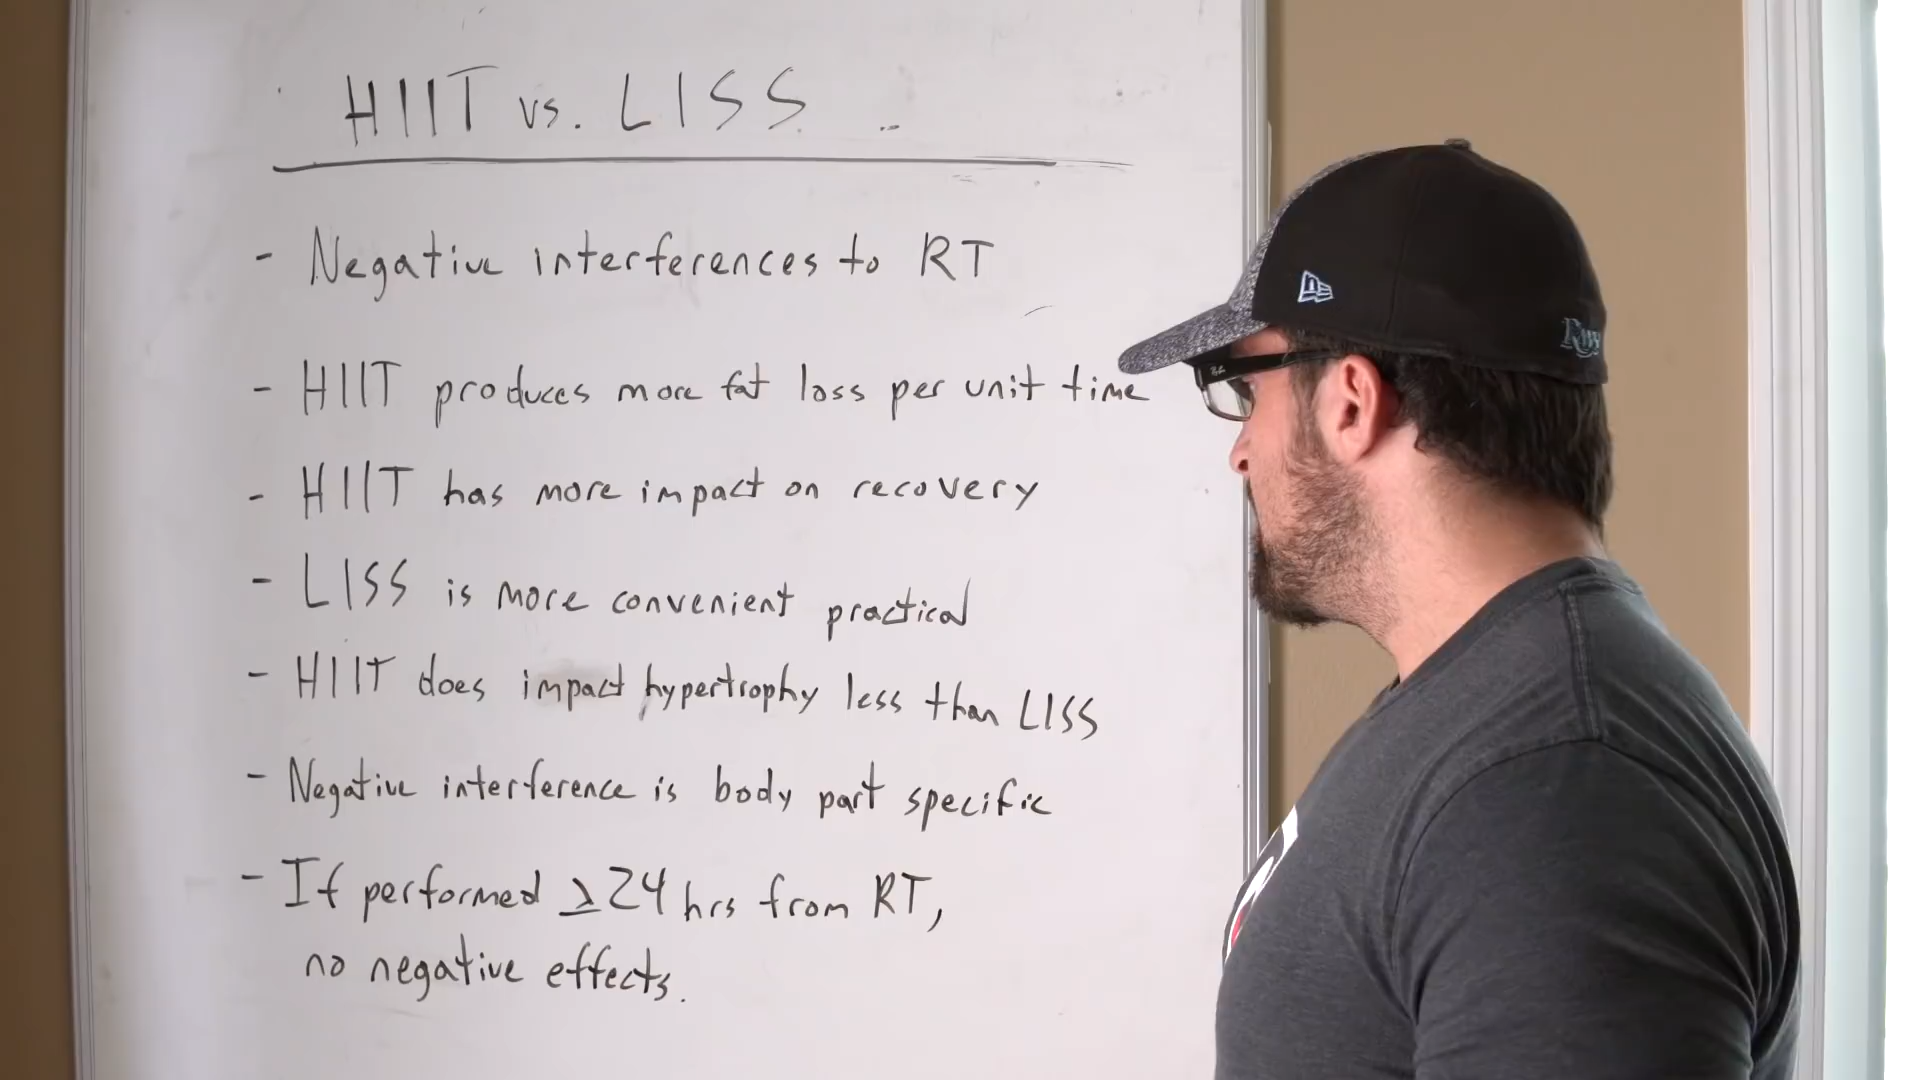 HIIT vs. LISS
- Negative interferences to RT
- HIIT produces more fat loss per unit time
- HIIT has more impact on recovery
- LISS is more convenient practical
- HIIT does impact hypertrophy less than LISS
- Negative interference is body part specific
- If performed ≥24 hrs from RT,
no negative effects.